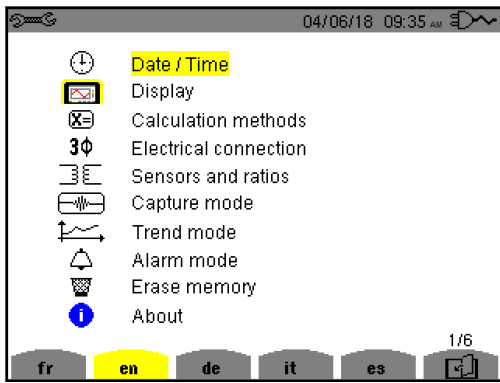 04/06/18 09:35 AM
Date / Time
Display
X= Calculation methods
3Φ Electrical connection
Sensors and ratios
Capture mode
Trend mode
Alarm mode
Erase memory
i About
1/6
fr en de it es